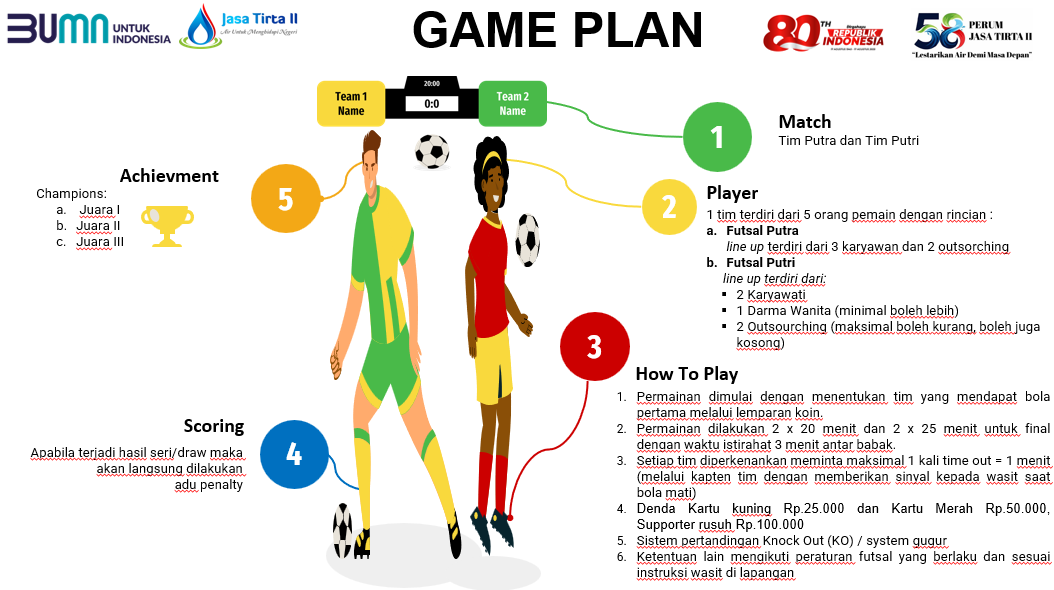 BUMN UNTUK
INDONESIA
Jasa Tirta II
Air Untuk Menghidupi Negeri
GAME PLAN
80TH
REPUBLIK
INDONESIA
58 PERUM
JASA TIRTA II
"Lestarikan Air Demi Masa Depan"
20:00
Team 1
Name
0:0
Team 2
Name
1
Match
Tim Putra dan Tim Putri
2
Player
1 tim terdiri dari 5 orang pemain dengan rincian :
a. Futsal Putra
line up terdiri dari 3 karyawan dan 2 outsorching
b. Futsal Putri
line up terdiri dari:
▪ 2 Karyawati
▪ 1 Darma Wanita (minimal boleh lebih)
▪ 2 Outsourching (maksimal boleh kurang, boleh juga
kosong)
3
How To Play
1. Permainan dimulai dengan menentukan tim yang mendapat bola
pertama melalui lemparan koin.
2. Permainan dilakukan 2 x 20 menit dan 2 x 25 menit untuk final
dengan waktu istirahat 3 menit antar babak.
3. Setiap tim diperkenankan meminta maksimal 1 kali time out = 1 menit
(melalui kapten tim dengan memberikan sinyal kepada wasit saat
bola mati)
4. Denda Kartu kuning Rp.25.000 dan Kartu Merah Rp.50.000,
Supporter rusuh Rp.100.000
5. Sistem pertandingan Knock Out (KO) / system gugur
6. Ketentuan lain mengikuti peraturan futsal yang berlaku dan sesuai
instruksi wasit di lapangan
4
Scoring
Apabila terjadi hasil seri/draw maka
akan langsung dilakukan
adu penalty
5
Achievment
Champions:
a. Juara I
b. Juara II
c. Juara III